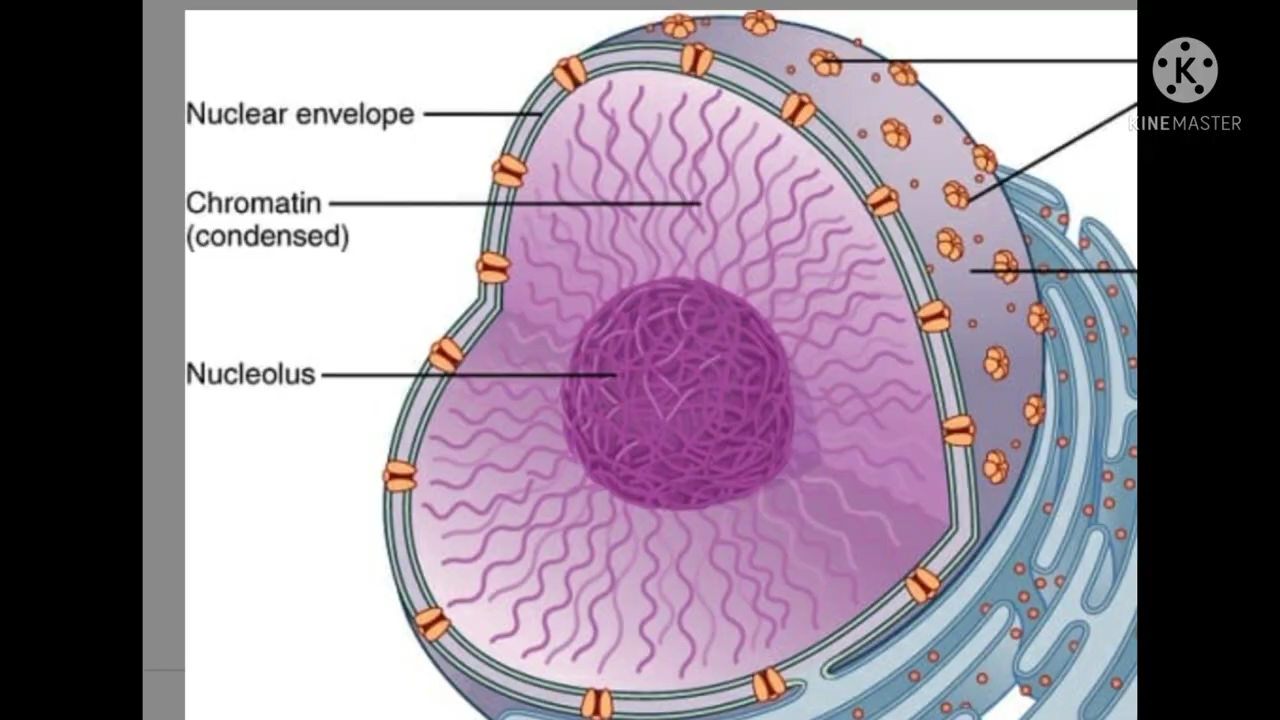 Nuclear envelope
Chromatin
(condensed)
Nucleolus
K
KINEMASTER